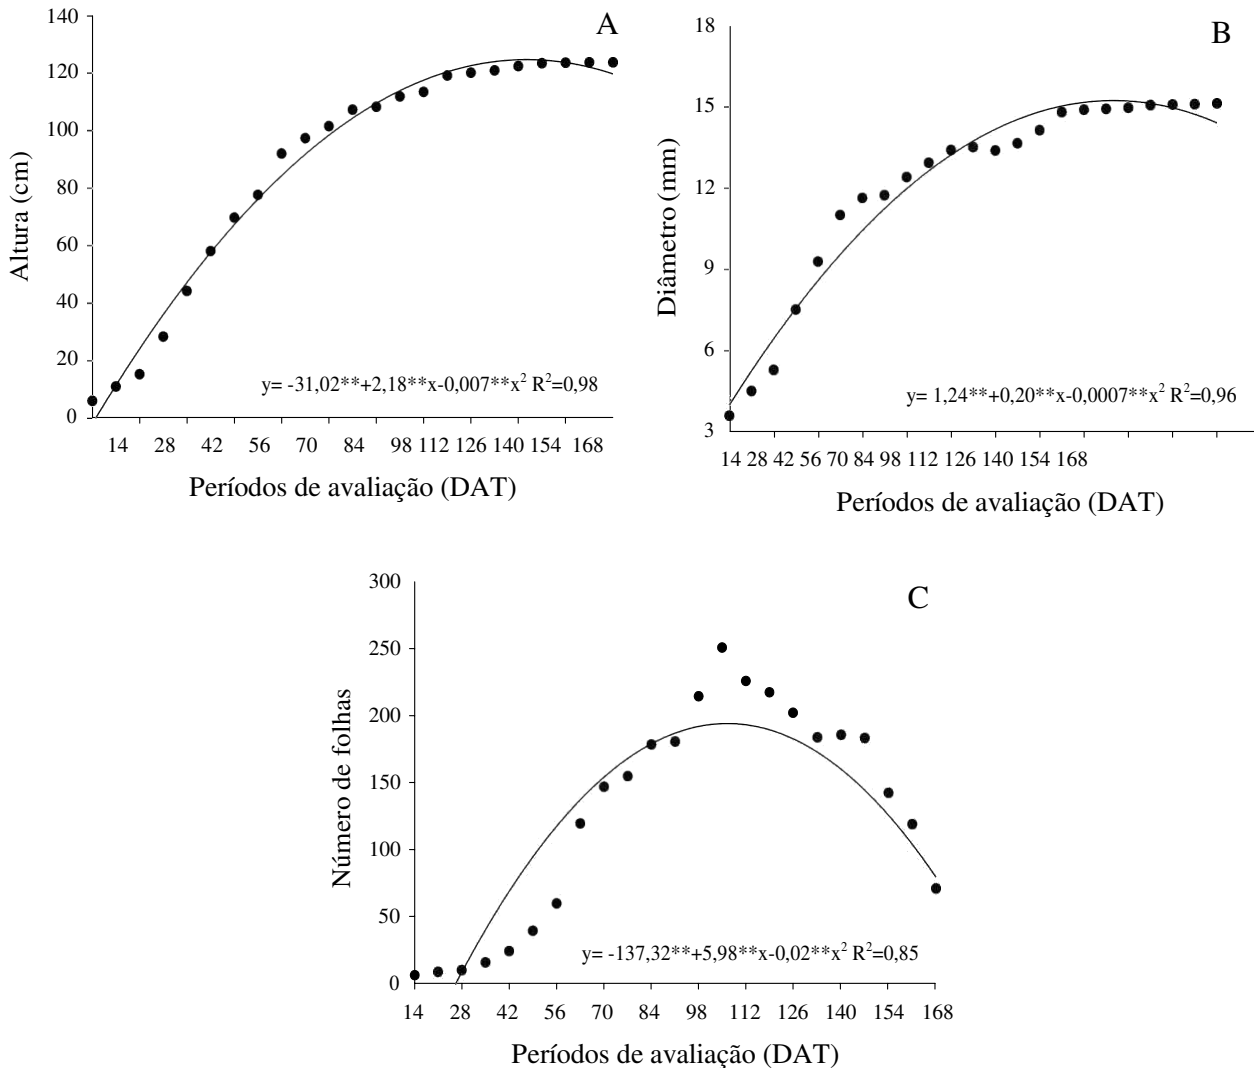 A
140
120
100
80
60
40
20
0
Altura (cm)
y= -31,02**+2,18**x-0,007**x² R²=0,98
14 28 42 56 70 84 98 112 126 140 154 168
Períodos de avaliação (DAT)
B
18
15
12
9
6
3
Diâmetro (mm)
y= 1,24**+0,20**x-0,0007**x² R²=0,96
14 28 42 56 70 84 98 112 126 140 154 168
Períodos de avaliação (DAT)
C
300
250
200
150
100
50
0
Número de folhas
y= -137,32**+5,98**x-0,02**x² R²=0,85
14 28 42 56 70 84 98 112 126 140 154 168
Períodos de avaliação (DAT)